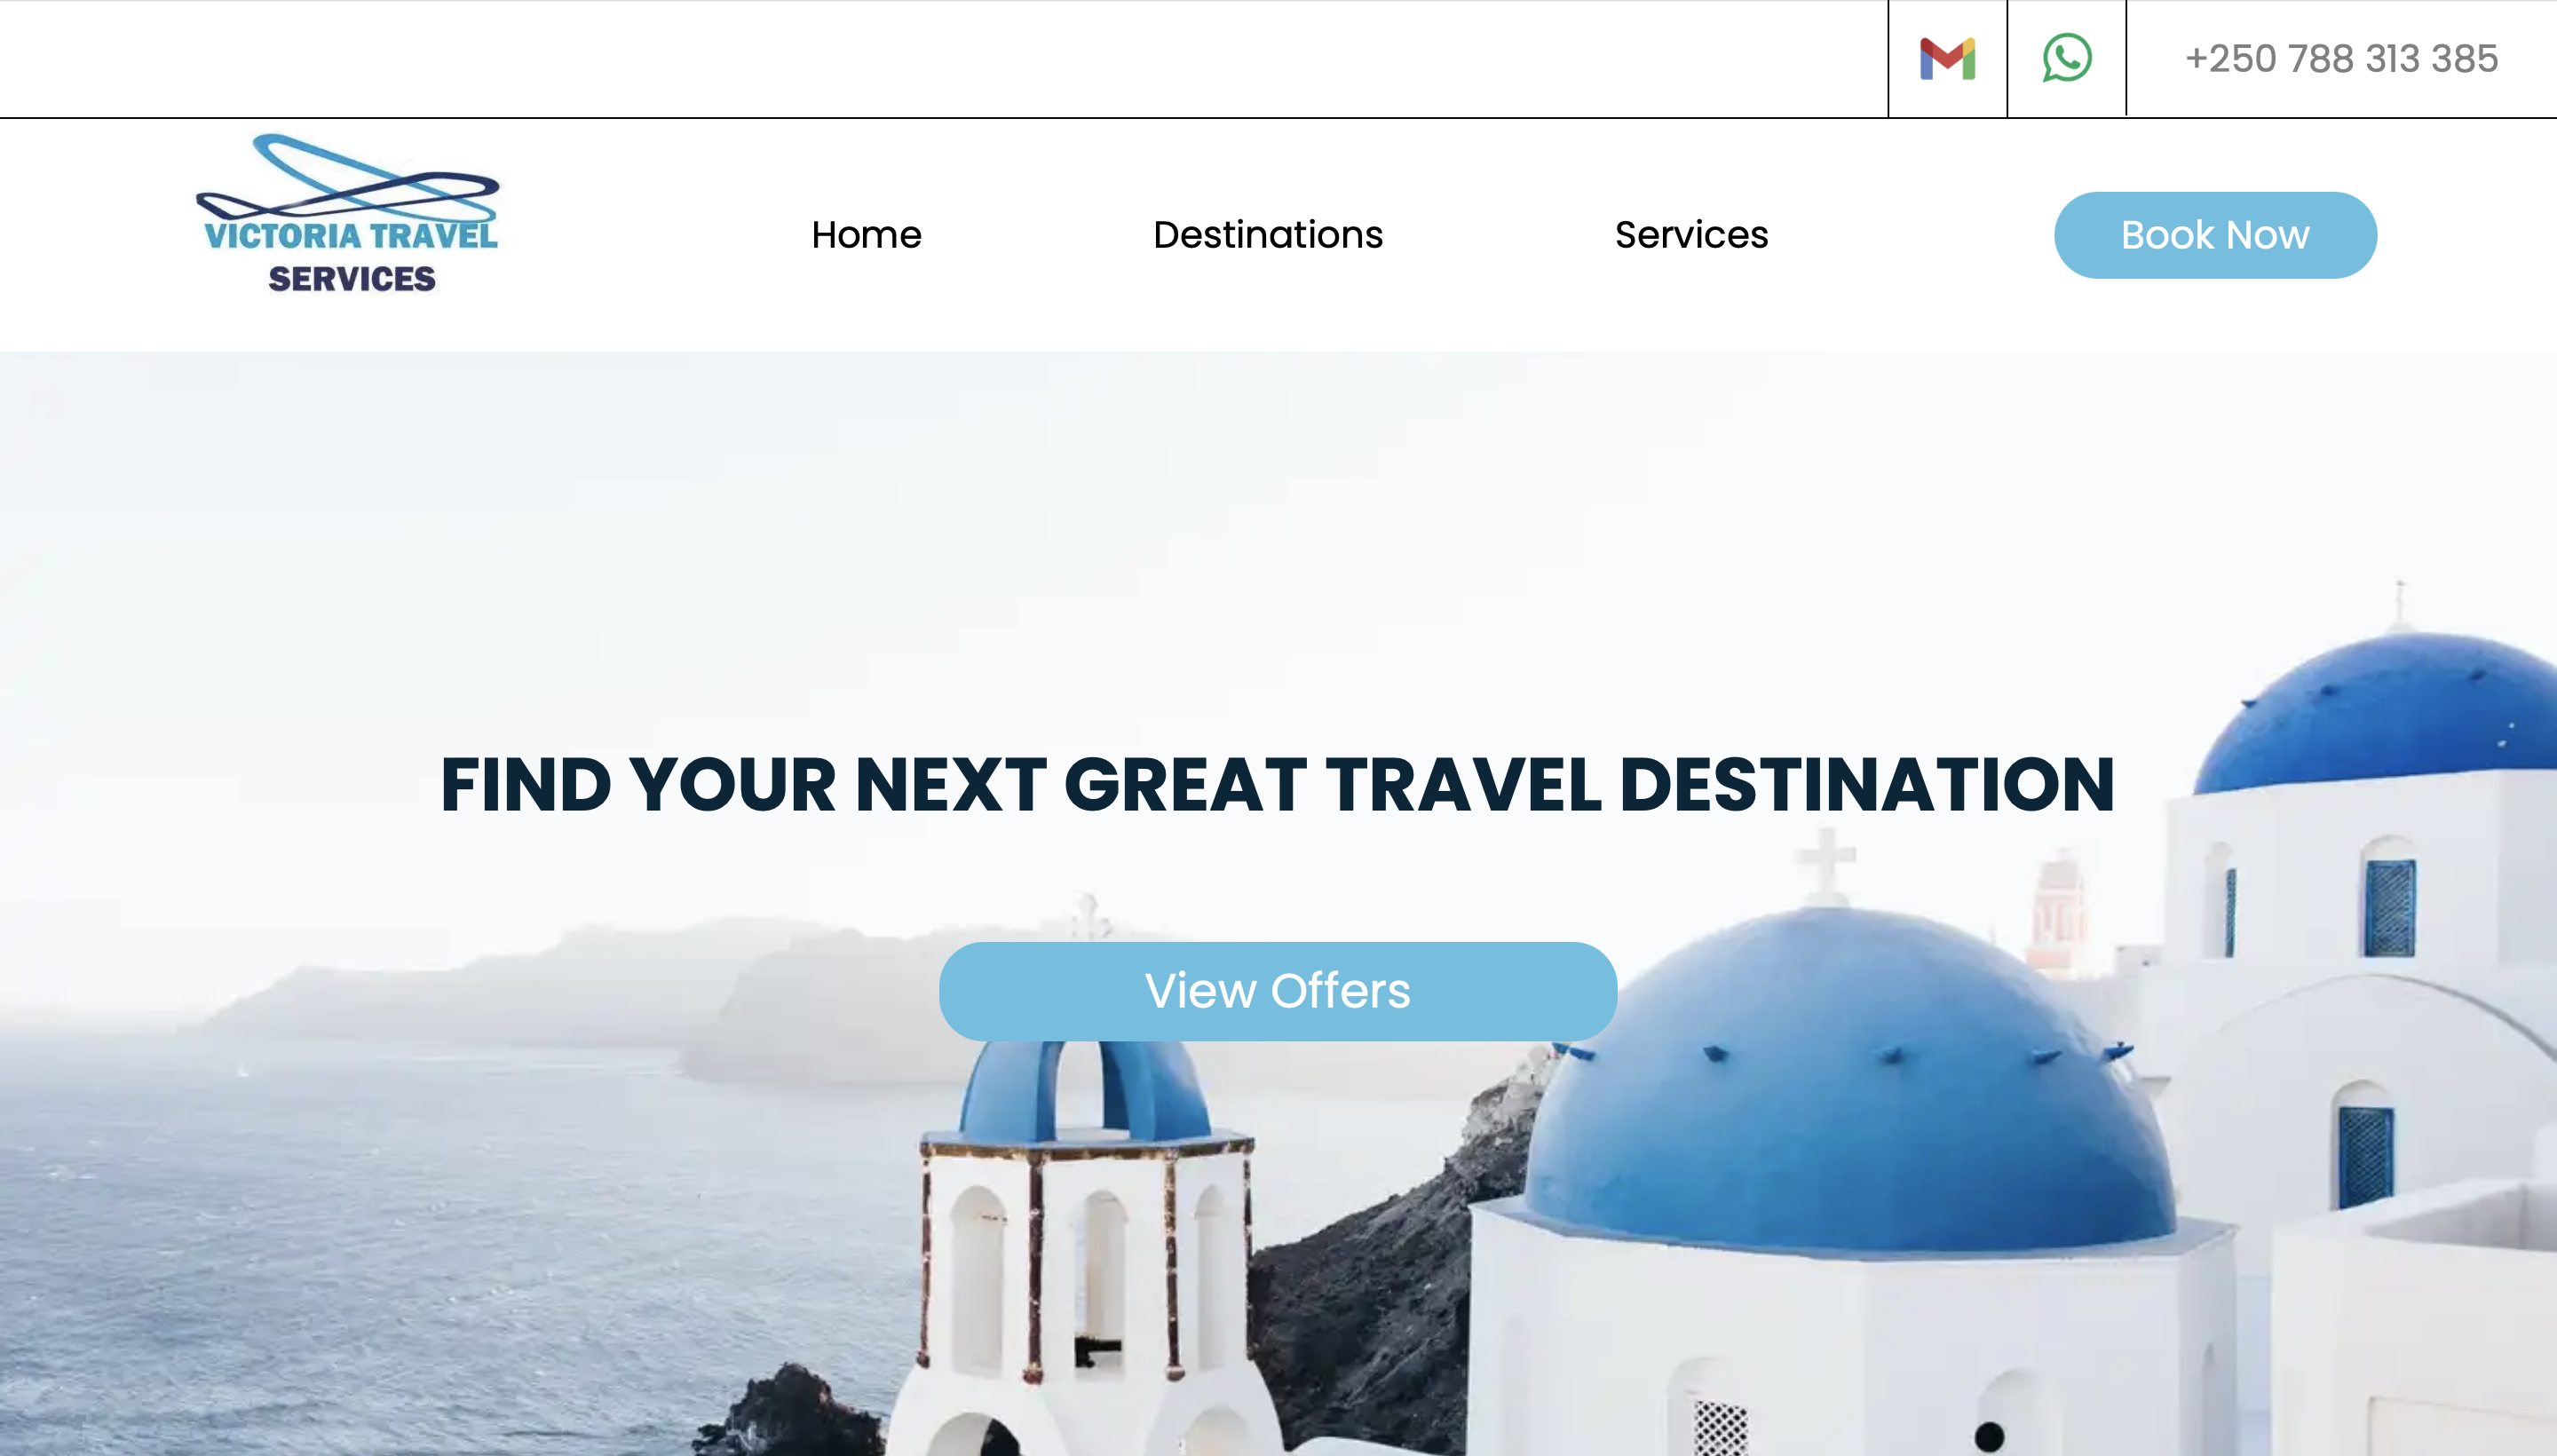 +250 788 313 385
VICTORIA TRAVEL
SERVICES
Home
Destinations
Services
Book Now
FIND YOUR NEXT GREAT TRAVEL DESTINATION
View Offers